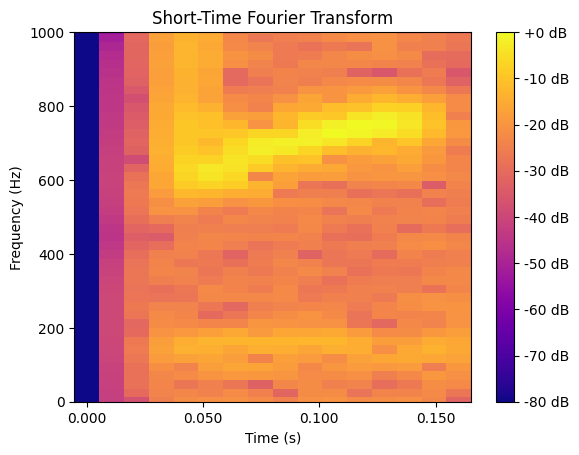 Short-Time Fourier Transform
1000
800
600
400
200
0
Frequency (Hz)
0.000
0.050
0.100
0.150
Time (s)
+0 dB
-10 dB
-20 dB
-30 dB
-40 dB
-50 dB
-60 dB
-70 dB
-80 dB